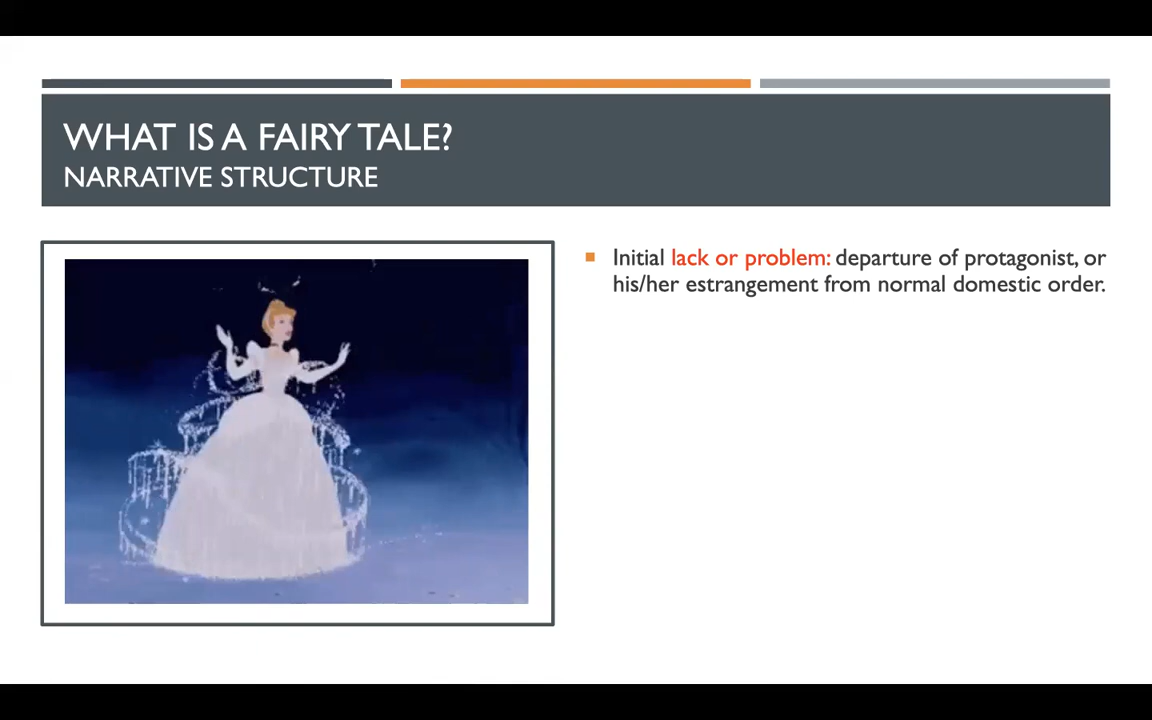 WHAT IS A FAIRY TALE?
NARRATIVE STRUCTURE
Initial lack or problem: departure of protagonist, or
his/her estrangement from normal domestic order.